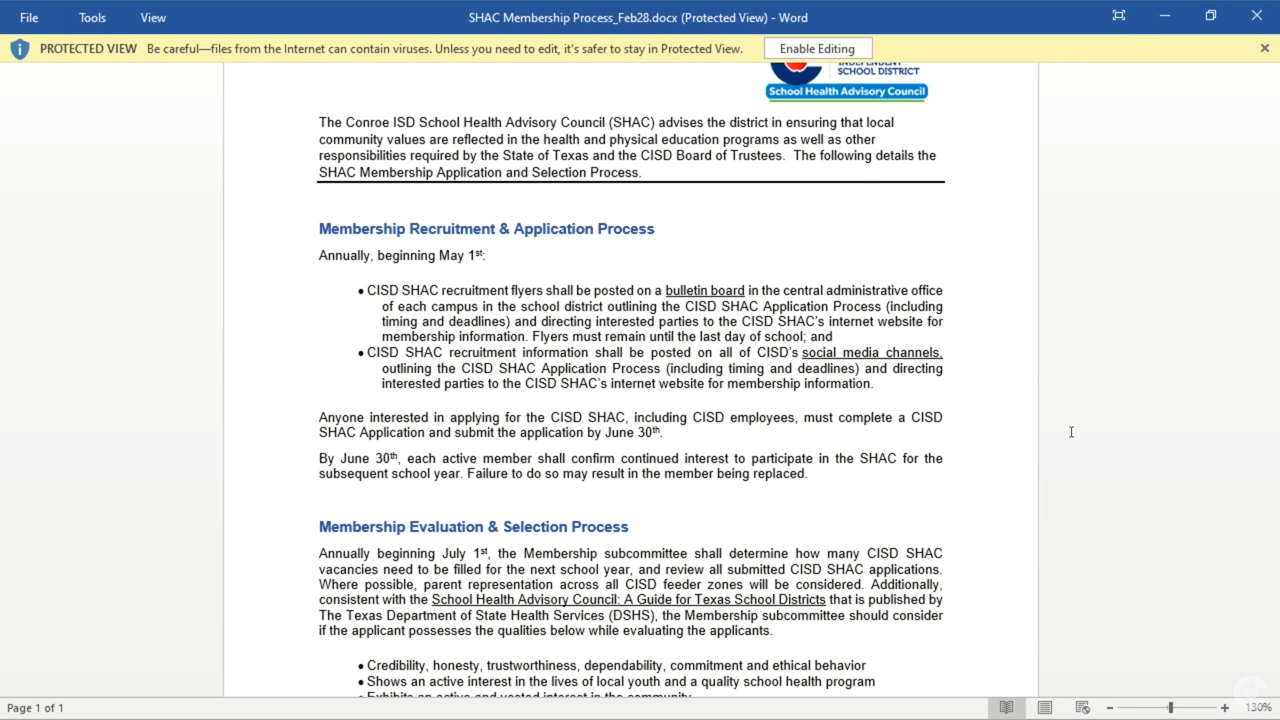 File Tools View SHAC Membership Process_Feb28.docx (Protected View) - Word
PROTECTED VIEW Be careful—files from the Internet can contain viruses. Unless you need to edit, it's safer to stay in Protected View. Enable Editing
INDEPENDENT
SCHOOL DISTRICT
School Health Advisory Council
The Conroe ISD School Health Advisory Council (SHAC) advises the district in ensuring that local
community values are reflected in the health and physical education programs as well as other
responsibilities required by the State of Texas and the CISD Board of Trustees. The following details the
SHAC Membership Application and Selection Process.
Membership Recruitment & Application Process
Annually, beginning May 1st:
• CISD SHAC recruitment flyers shall be posted on a bulletin board in the central administrative office
of each campus in the school district outlining the CISD SHAC Application Process (including
timing and deadlines) and directing interested parties to the CISD SHAC's internet website for
membership information. Flyers must remain until the last day of school; and
• CISD SHAC recruitment information shall be posted on all of CISD's social media channels,
outlining the CISD SHAC Application Process (including timing and deadlines) and directing
interested parties to the CISD SHAC's internet website for membership information.
Anyone interested in applying for the CISD SHAC, including CISD employees, must complete a CISD
SHAC Application and submit the application by June 30th.
By June 30th, each active member shall confirm continued interest to participate in the SHAC for the
subsequent school year. Failure to do so may result in the member being replaced.
Membership Evaluation & Selection Process
Annually beginning July 1st, the Membership subcommittee shall determine how many CISD SHAC
vacancies need to be filled for the next school year, and review all submitted CISD SHAC applications.
Where possible, parent representation across all CISD feeder zones will be considered. Additionally,
consistent with the School Health Advisory Council: A Guide for Texas School Districts that is published by
The Texas Department of State Health Services (DSHS), the Membership subcommittee should consider
if the applicant possesses the qualities below while evaluating the applicants.
• Credibility, honesty, trustworthiness, dependability, commitment and ethical behavior
• Shows an active interest in the lives of local youth and a quality school health program
• Exhibits an active and vested interest in the community
Page 1 of 1 130%